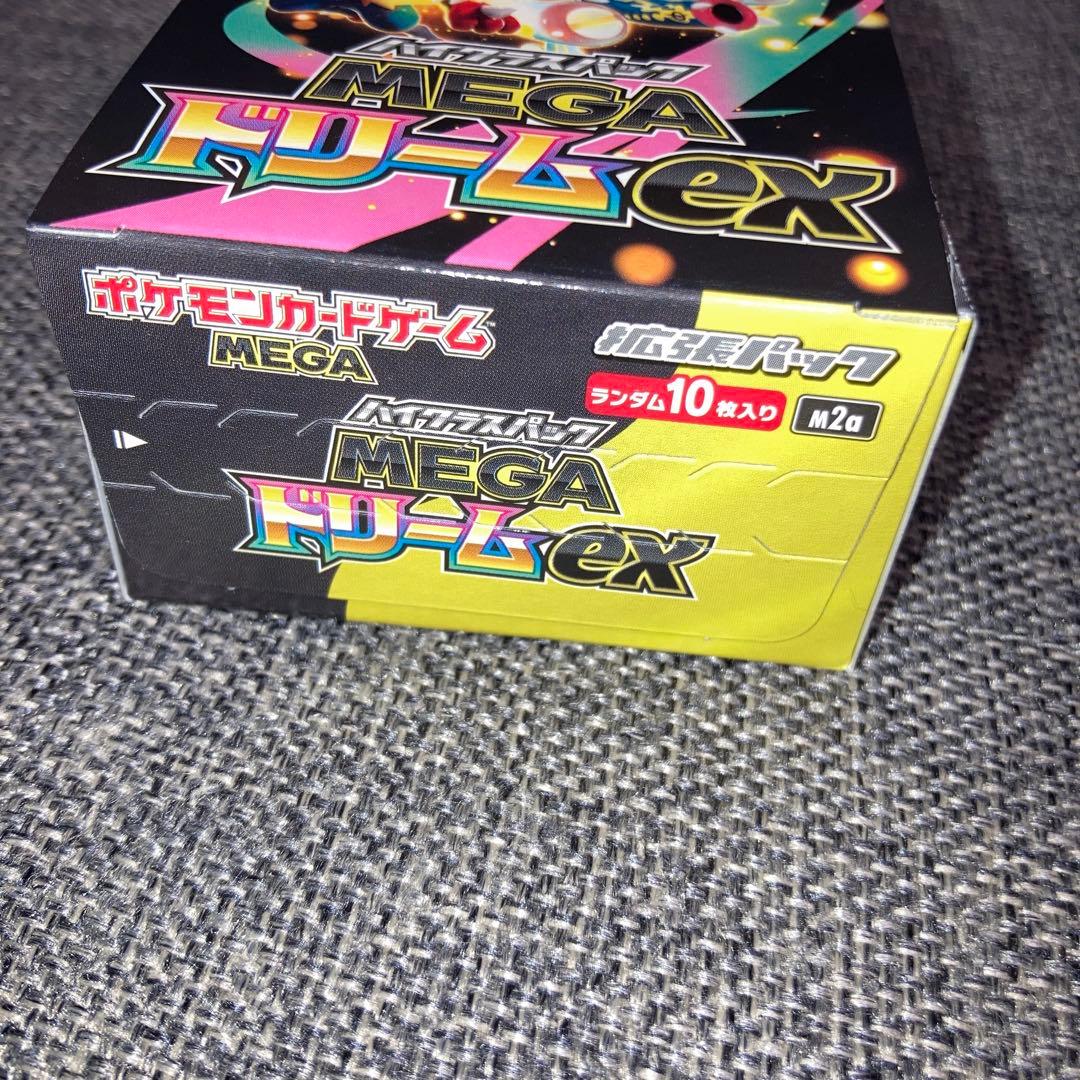 ハイクラスパック
MEGA
ドリームex
ポケモンカードゲーム™
MEGA
拡張パック
ランダム10枚入り
M2a
ハイクラスパック
MEGA
ドリームex